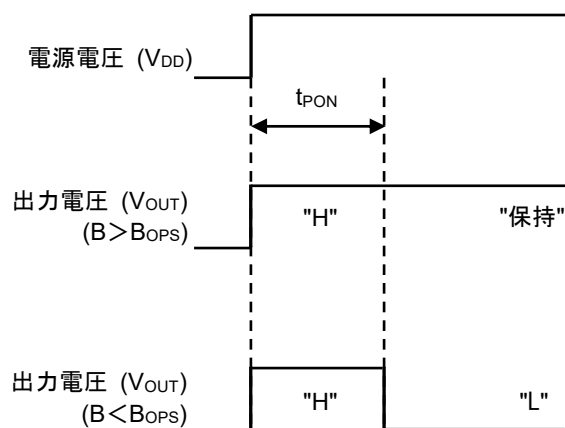 電源電圧 (VDD)
tPON
出力電圧 (VOUT)
(B＞BOPS)
"H"
"保持"
出力電圧 (VOUT)
(B＜BOPS)
"H"
"L"